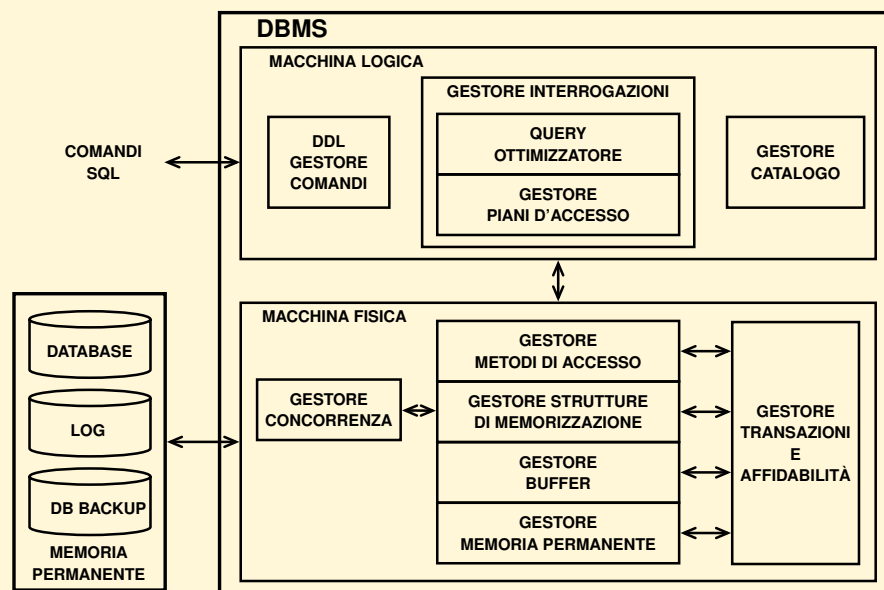 DBMS
MACCHINA LOGICA
GESTORE INTERROGAZIONI
DDL
GESTORE
COMANDI
QUERY
OTTIMIZZATORE
GESTORE
PIANI D'ACCESSO
GESTORE
CATALOGO
COMANDI
SQL
MACCHINA FISICA
GESTORE
METODI DI ACCESSO
GESTORE STRUTTURE
DI MEMORIZZAZIONE
GESTORE
BUFFER
GESTORE
MEMORIA PERMANENTE
GESTORE
CONCORRENZA
GESTORE
TRANSAZIONI
E
AFFIDABILITÀ
DATABASE
LOG
DB BACKUP
MEMORIA
PERMANENTE